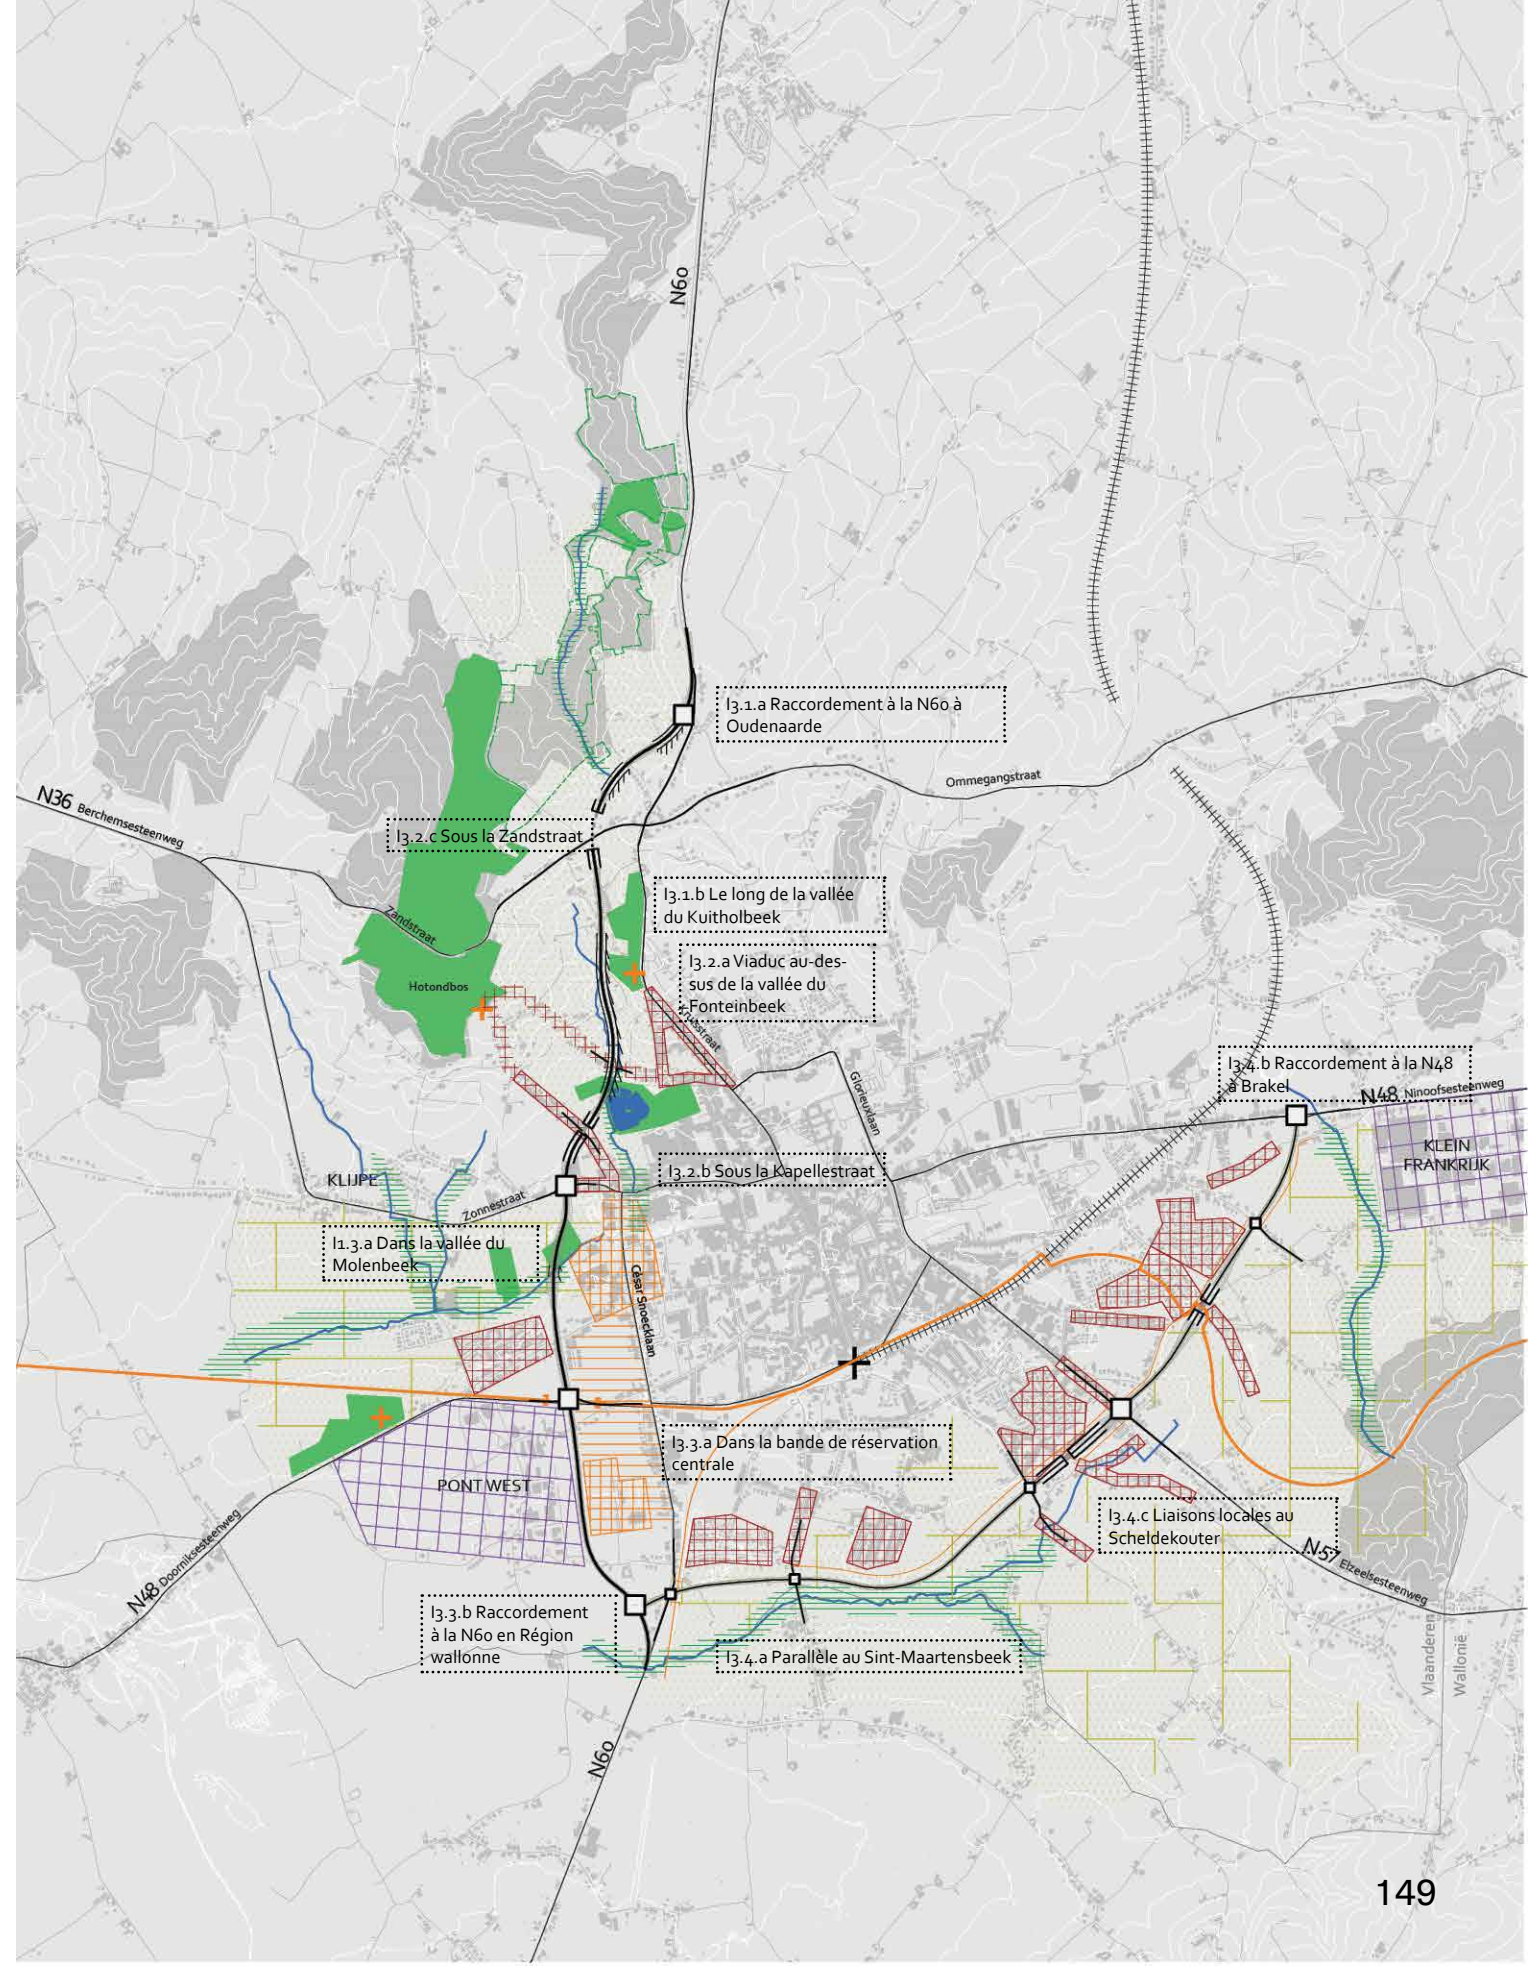 N60
I3.1.a Raccordement à la N60 à
Oudenaarde
Ommegangstraat
N36 Berchemsesteenweg
I3.2.c Sous la Zandstraat
I3.1.b Le long de la vallée
du Kuitholbeek
Zandstraat
I3.2.a Viaduc au-des-
sus de la vallée du
Fonteinbeek
Hotondbos
Kruisstraat
I3.4.b Raccordement à la N48
à Brakel
Glorieuxlaan
N48 Ninoofsesteenweg
KLEIN
FRANKRIJK
I3.2.b Sous la Kapellestraat
KLIJPE
Zonnestraat
I1.3.a Dans la vallée du
Molenbeek
César Snoecklaan
I3.3.a Dans la bande de réservation
centrale
PONT WEST
I3.4.c Liaisons locales au
Scheldekouter
N48 Doorniksesteenweg
N57 Elzeelsesteenweg
I3.3.b Raccordement
à la N60 en Région
wallonne
I3.4.a Parallèle au Sint-Maartensbeek
Vlaanderen
Wallonië
N60
149